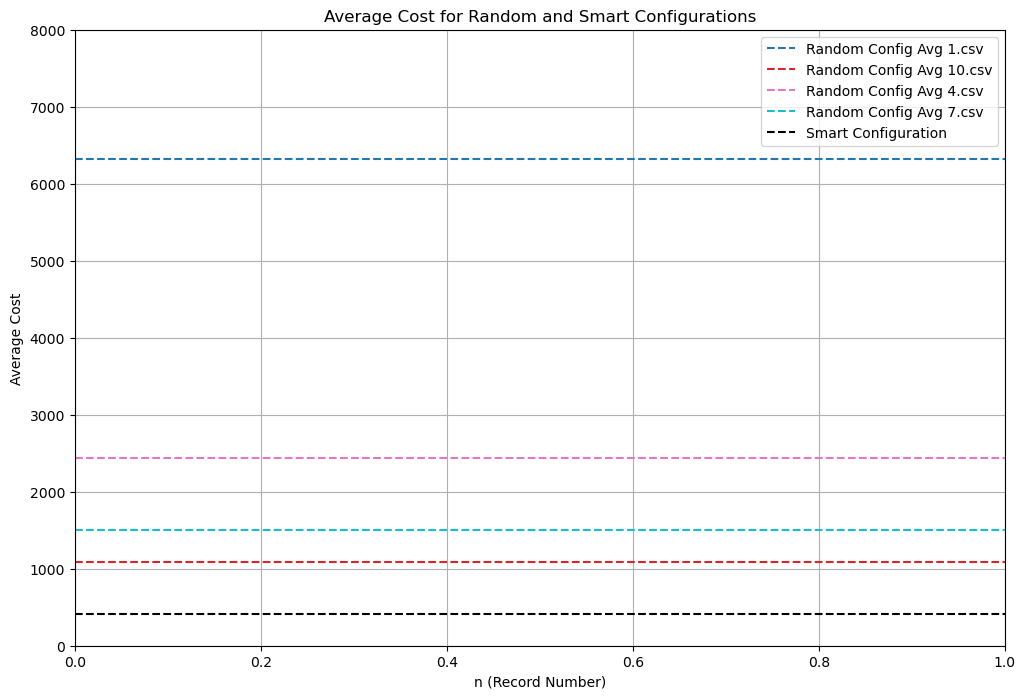 Average Cost for Random and Smart Configurations
8000
7000
6000
5000
4000
3000
2000
1000
0
Average Cost
Random Config Avg 1.csv
Random Config Avg 10.csv
Random Config Avg 4.csv
Random Config Avg 7.csv
Smart Configuration
0.0 0.2 0.4 0.6 0.8 1.0
n (Record Number)